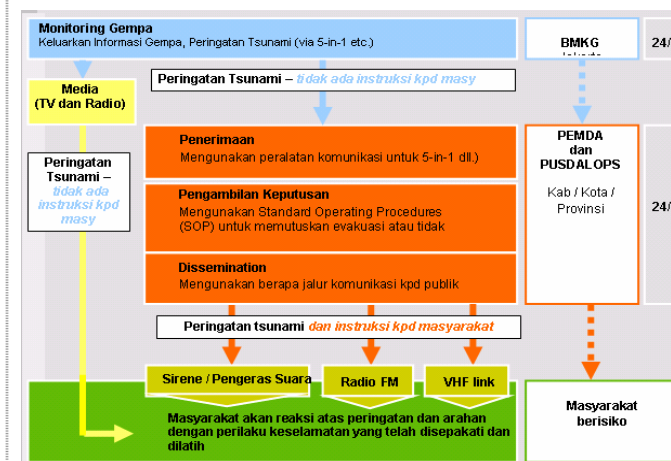 Monitoring Gempa
Keluarkan Informasi Gempa, Peringatan Tsunami (via 5-in-1 etc.)
BMKG
24/
Media
(TV dan Radio)
Peringatan Tsunami – tidak ada instruksi kpd masy
Peringatan
Tsunami –
tidak ada
instruksi kpd
masy
Penerimaan
Mengunakan peralatan komunikasi untuk 5-in-1 dll.)
Pengambilan Keputusan
Mengunakan Standard Operating Procedures
(SOP) untuk memutuskan evakuasi atau tidak
Dissemination
Mengunakan berapa jalur komunikasi kpd publik
PEMDA
dan
PUSDALOPS
Kab / Kota /
Provinsi
24/
Peringatan tsunami dan instruksi kpd masyarakat
Sirene / Pengeras Suara
Radio FM
VHF link
Masyarakat akan reaksi atas peringatan dan arahan
dengan perilaku keselamatan yang telah disepakati dan
dilatih
Masyarakat
berisiko